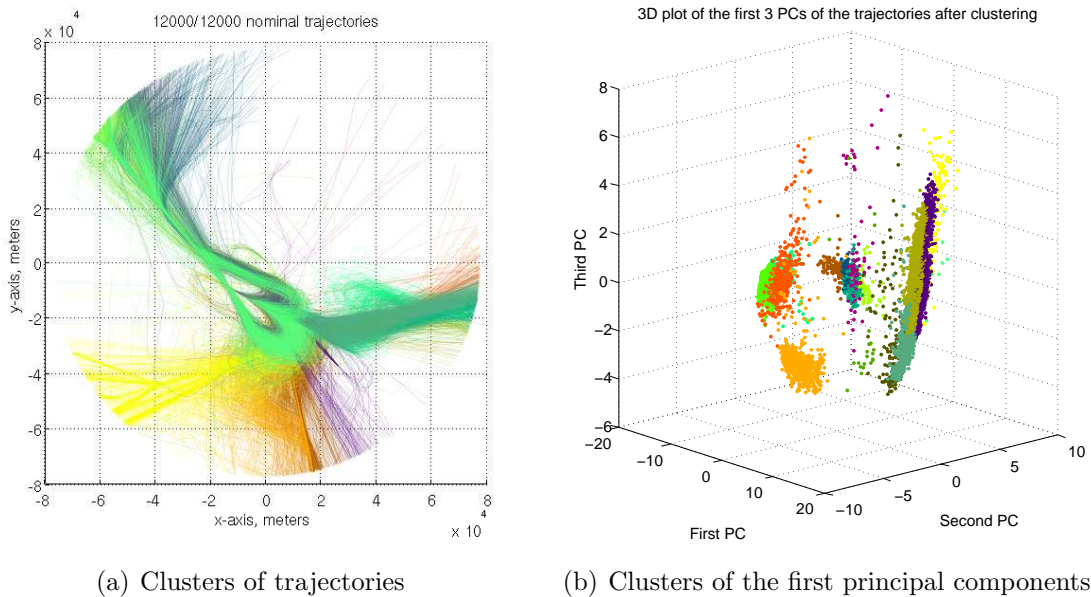 12000/12000 nominal trajectories
x 10 4
8
6
4
2
0
-2
-4
-6
-8
y-axis, meters
-8 -6 -4 -2 0 2 4 6 8
x-axis, meters
x 10 4
(a) Clusters of trajectories
3D plot of the first 3 PCs of the trajectories after clustering
8
6
4
2
0
−2
−4
−6
Third PC
−20
−10
0
10
20
First PC
−10
−5
0
5
10
Second PC
(b) Clusters of the first principal components